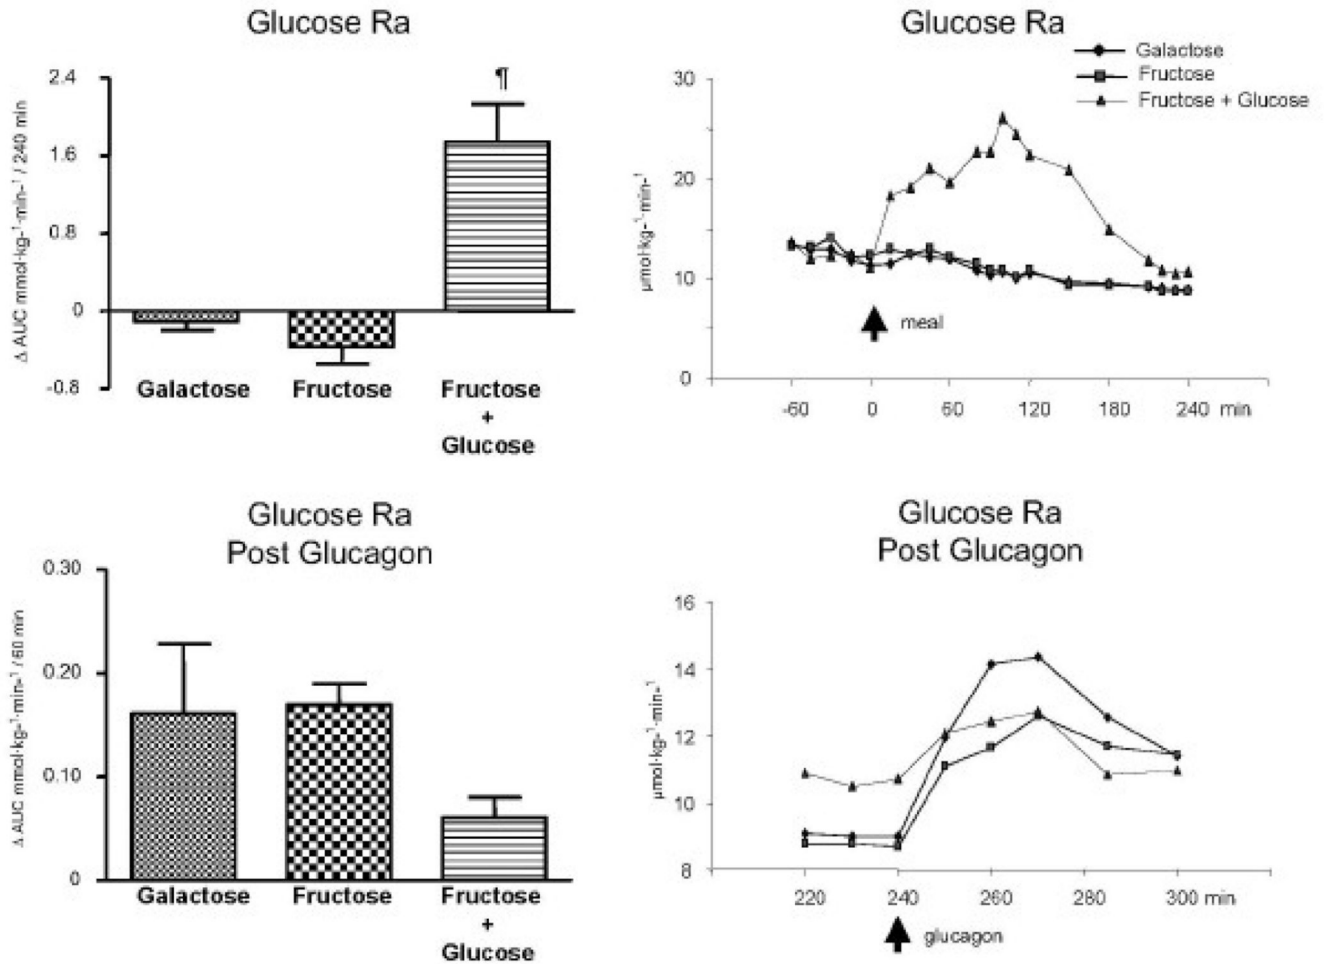 Glucose Ra
Δ AUC mmol·kg-¹·min-¹ / 240 min
2.4
1.6
0.8
0
-0.8
¶
Galactose
Fructose
Fructose
+
Glucose
Glucose Ra
Galactose
Fructose
Fructose + Glucose
µmol·kg-¹·min-¹
30
20
10
0
meal
-60 0 60 120 180 240 min
Glucose Ra
Post Glucagon
Δ AUC mmol·kg-¹·min-¹ / 60 min
0.30
0.20
0.10
0
Galactose
Fructose
Fructose
+
Glucose
Glucose Ra
Post Glucagon
µmol·kg-¹·min-¹
16
14
12
10
8
220 240 260 280 300 min
glucagon